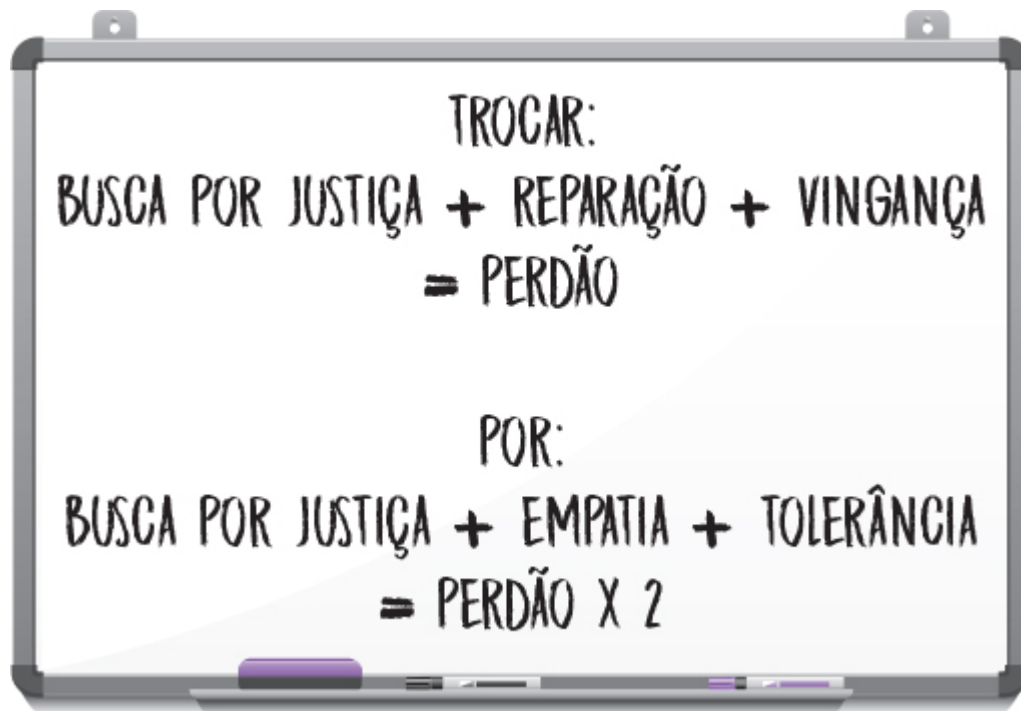 TROCAR:
BUSCA POR JUSTIÇA + REPARAÇÃO + VINGANÇA
= PERDÃO
POR:
BUSCA POR JUSTIÇA + EMPATIA + TOLERÂNCIA
= PERDÃO X 2